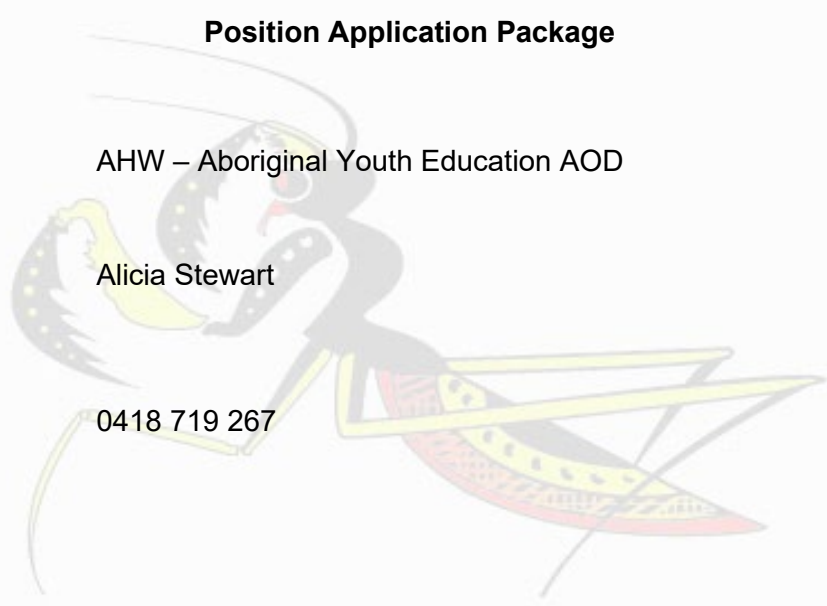 Position Application Package
AHW – Aboriginal Youth Education AOD
Alicia Stewart
0418 719 267